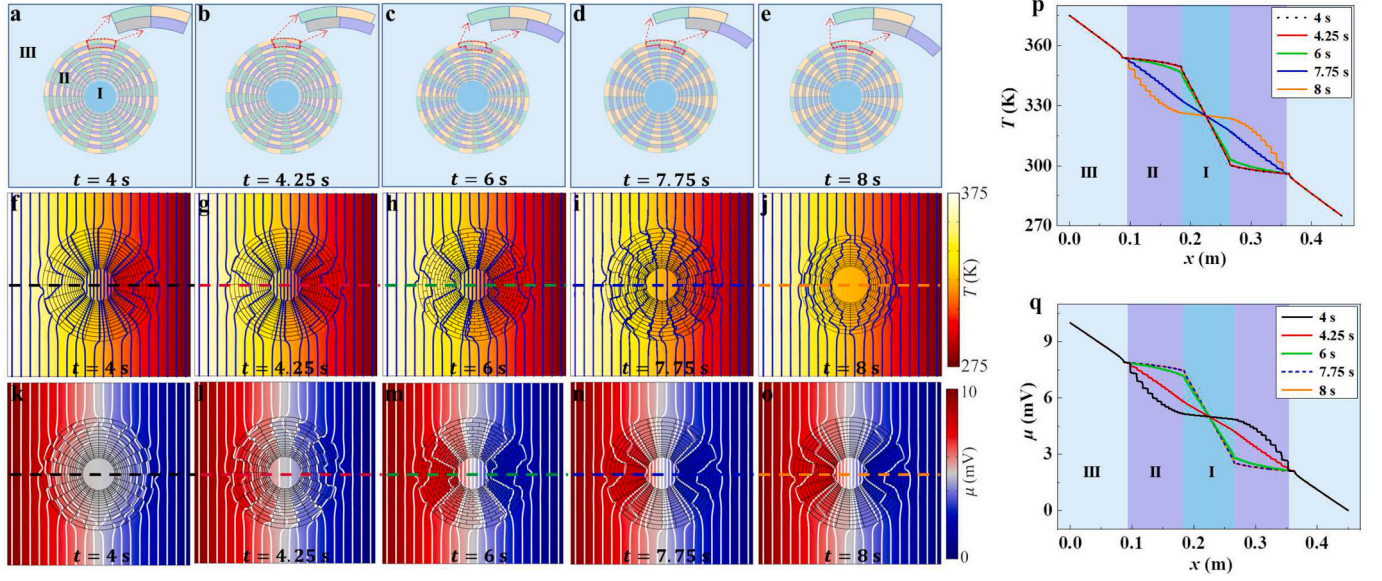 a
III
II
I
t = 4 s
b
t = 4.25 s
c
t = 6 s
d
t = 7.75 s
e
t = 8 s
f
t = 4 s
g
t = 4.25 s
h
t = 6 s
i
t = 7.75 s
j
t = 8 s
375
T (K)
275
k
t = 4 s
l
t = 4.25 s
m
t = 6 s
n
t = 7.75 s
o
t = 8 s
10
μ (mV)
0
p
4 s
4.25 s
6 s
7.75 s
8 s
360
330
300
270
T (K)
III
II
I
0.0 0.1 0.2 0.3 0.4
x (m)
q
4 s
4.25 s
6 s
7.75 s
8 s
9
6
3
0
μ (mV)
III
II
I
0.0 0.1 0.2 0.3 0.4
x (m)